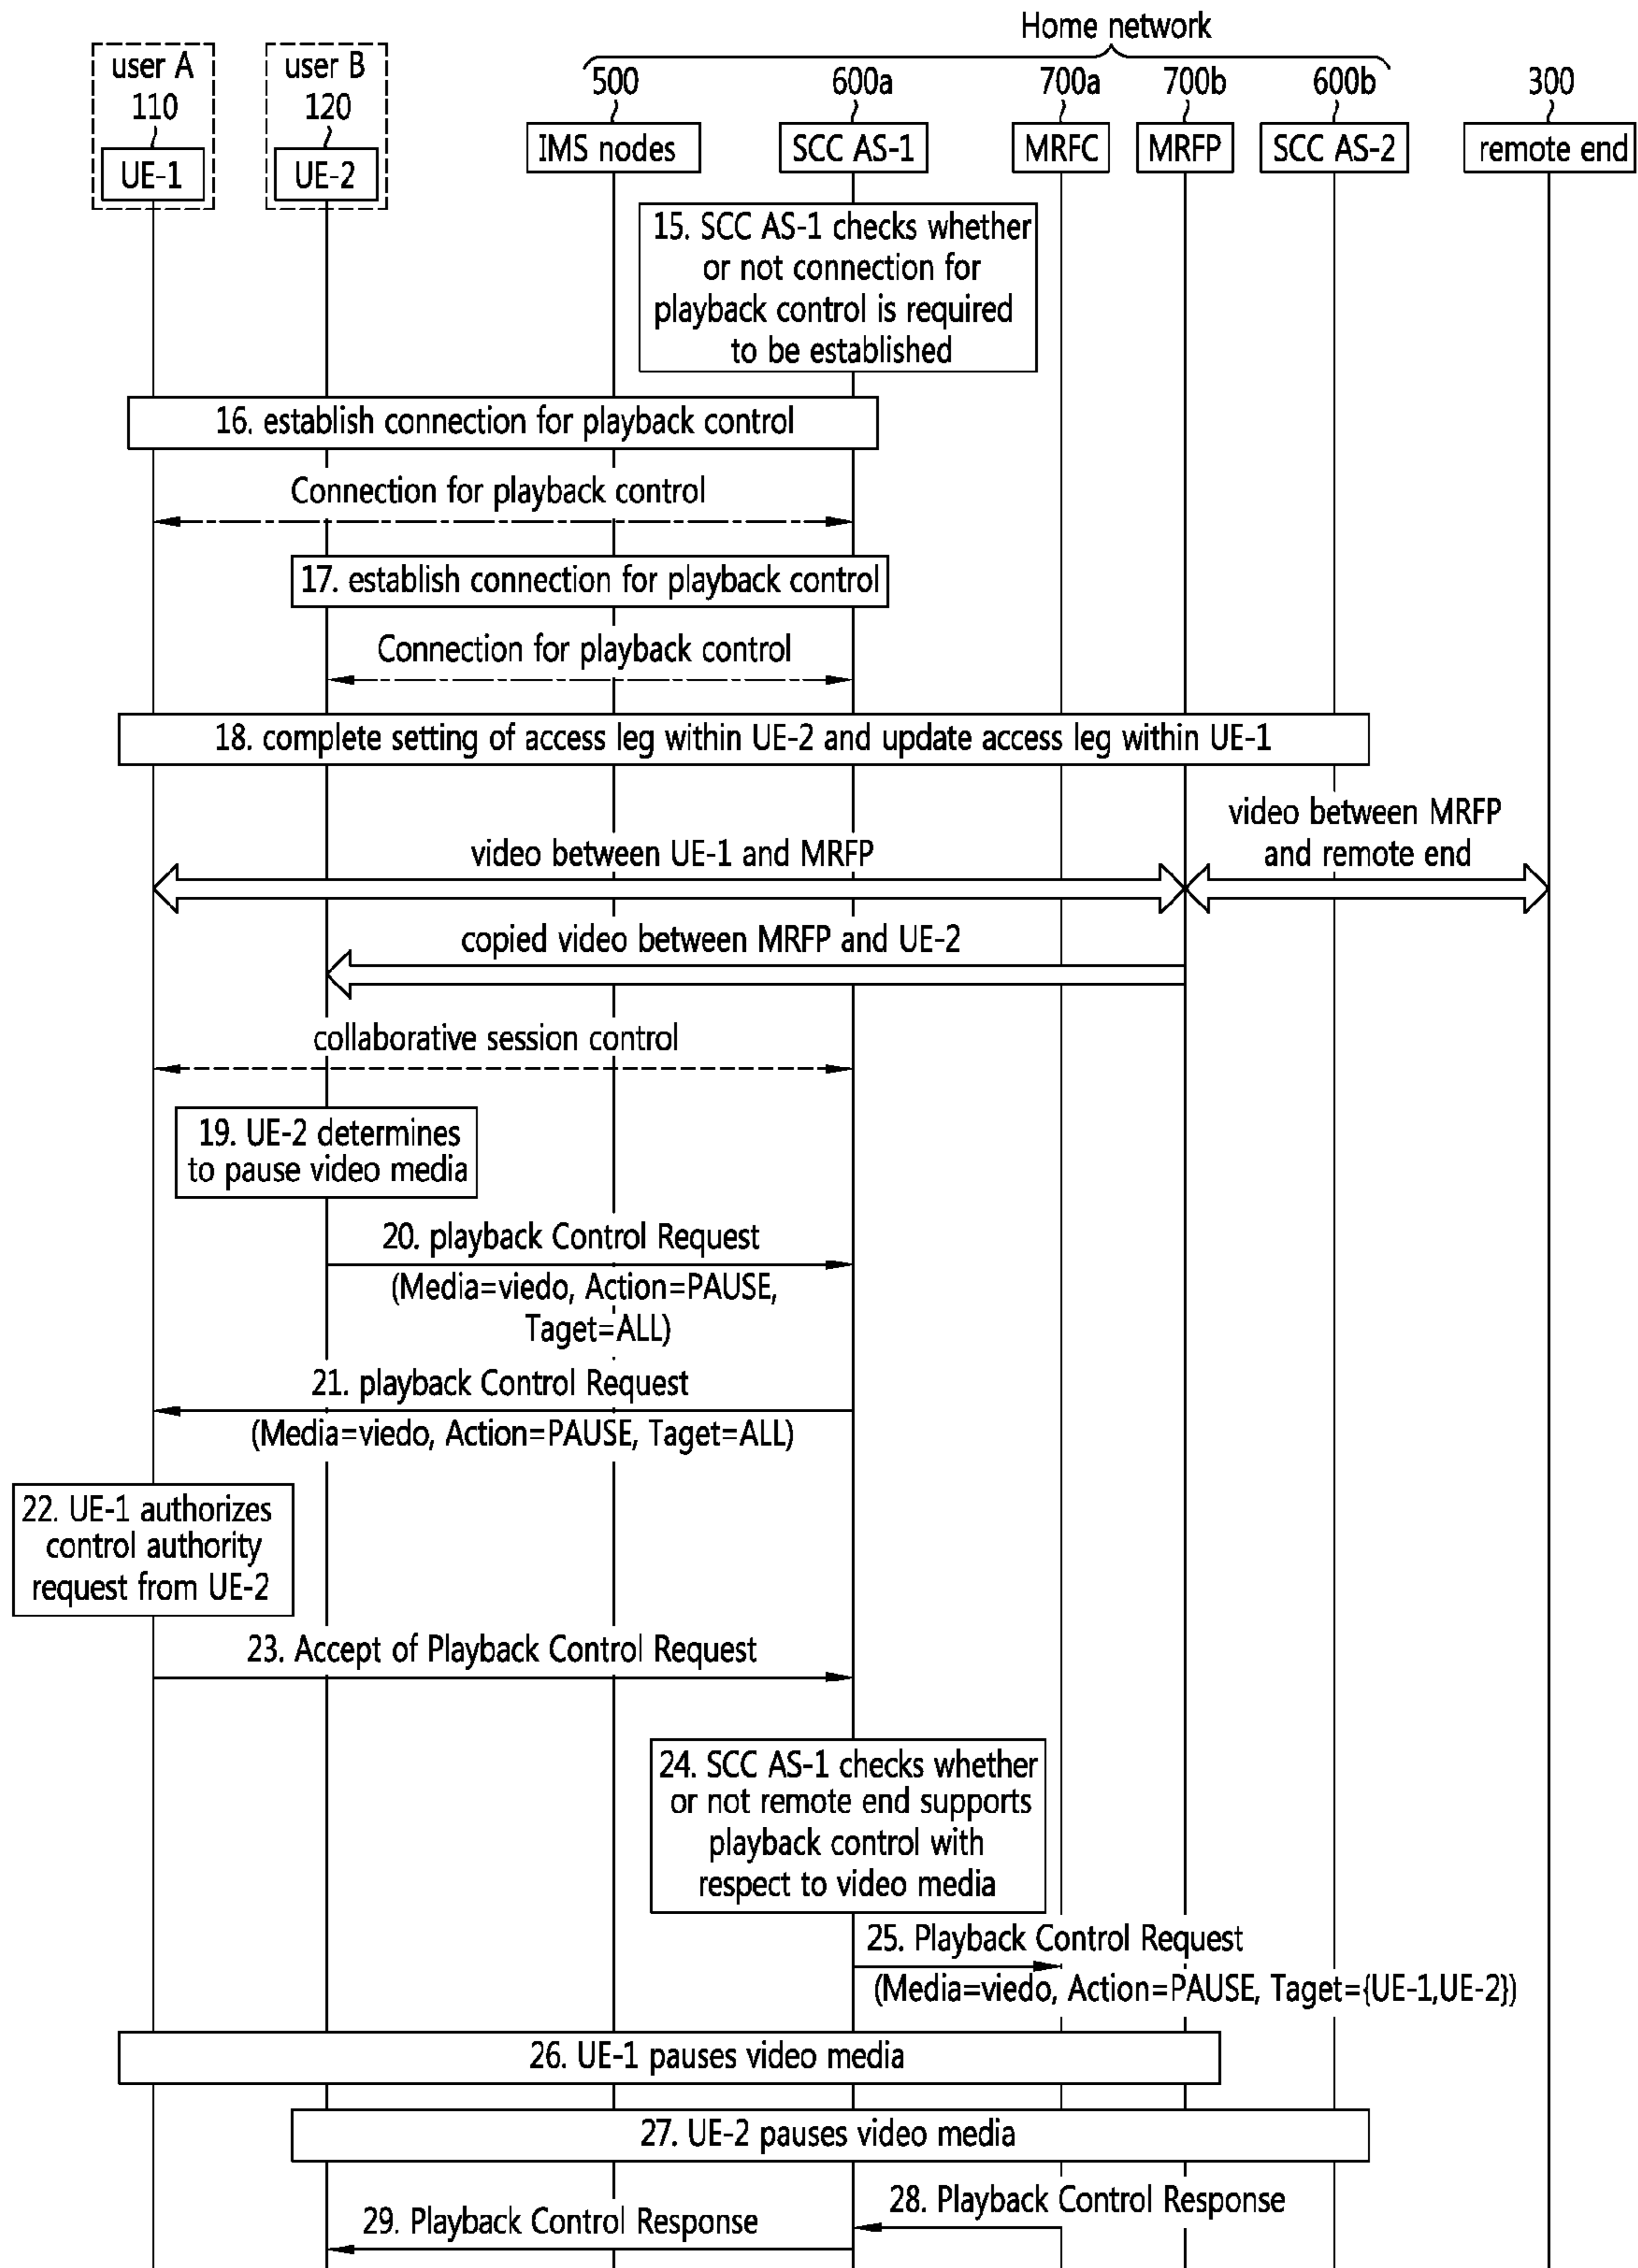 Home network
user A
110
UE-1
user B
120
UE-2
500
IMS nodes
600a
SCC AS-1
700a
MRFC
700b
MRFP
600b
SCC AS-2
300
remote end
15. SCC AS-1 checks whether
or not connection for
playback control is required
to be established
16. establish connection for playback control
Connection for playback control
17. establish connection for playback control
Connection for playback control
18. complete setting of access leg within UE-2 and update access leg within UE-1
video between UE-1 and MRFP
video between MRFP
and remote end
copied video between MRFP and UE-2
collaborative session control
19. UE-2 determines
to pause video media
20. playback Control Request
(Media=viedo, Action=PAUSE,
Taget=ALL)
21. playback Control Request
(Media=viedo, Action=PAUSE, Taget=ALL)
22. UE-1 authorizes
control authority
request from UE-2
23. Accept of Playback Control Request
24. SCC AS-1 checks whether
or not remote end supports
playback control with
respect to video media
25. Playback Control Request
(Media=viedo, Action=PAUSE, Taget={UE-1,UE-2})
26. UE-1 pauses video media
27. UE-2 pauses video media
28. Playback Control Response
29. Playback Control Response